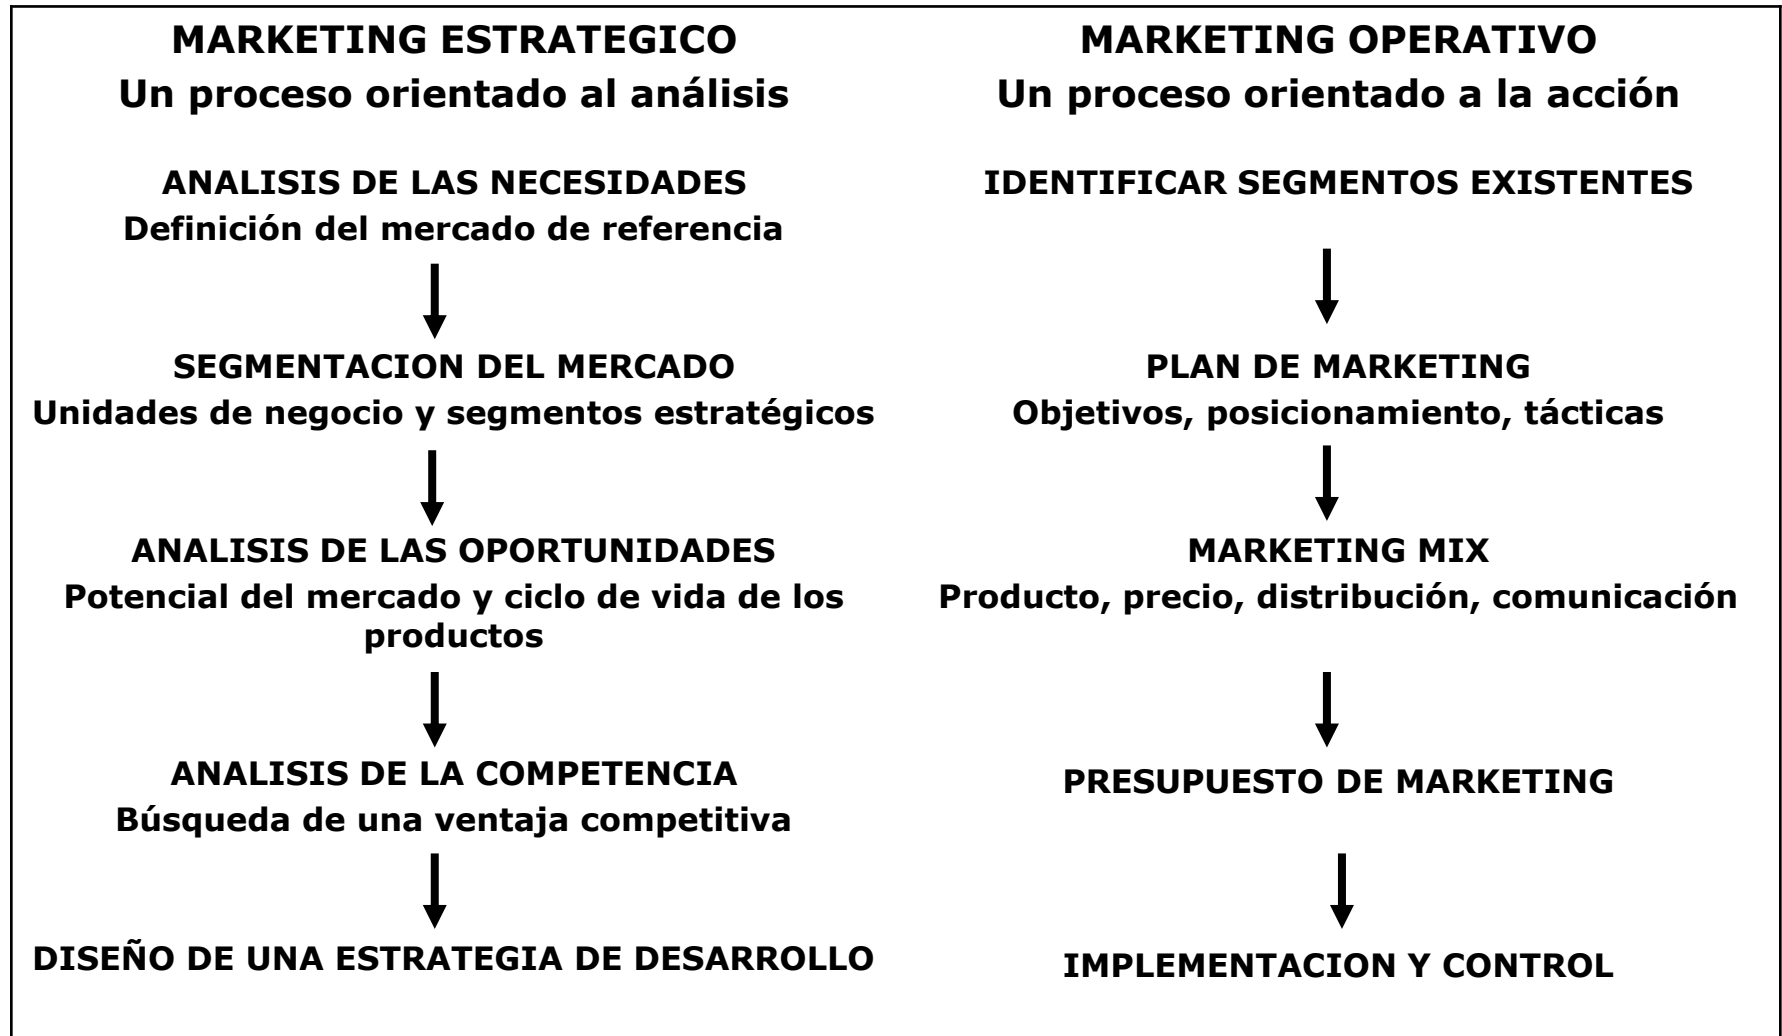 MARKETING ESTRATEGICO
Un proceso orientado al análisis
ANALISIS DE LAS NECESIDADES
Definición del mercado de referencia
SEGMENTACION DEL MERCADO
Unidades de negocio y segmentos estratégicos
ANALISIS DE LAS OPORTUNIDADES
Potencial del mercado y ciclo de vida de los
productos
ANALISIS DE LA COMPETENCIA
Búsqueda de una ventaja competitiva
DISEÑO DE UNA ESTRATEGIA DE DESARROLLO
MARKETING OPERATIVO
Un proceso orientado a la acción
IDENTIFICAR SEGMENTOS EXISTENTES
PLAN DE MARKETING
Objetivos, posicionamiento, tácticas
MARKETING MIX
Producto, precio, distribución, comunicación
PRESUPUESTO DE MARKETING
IMPLEMENTACION Y CONTROL